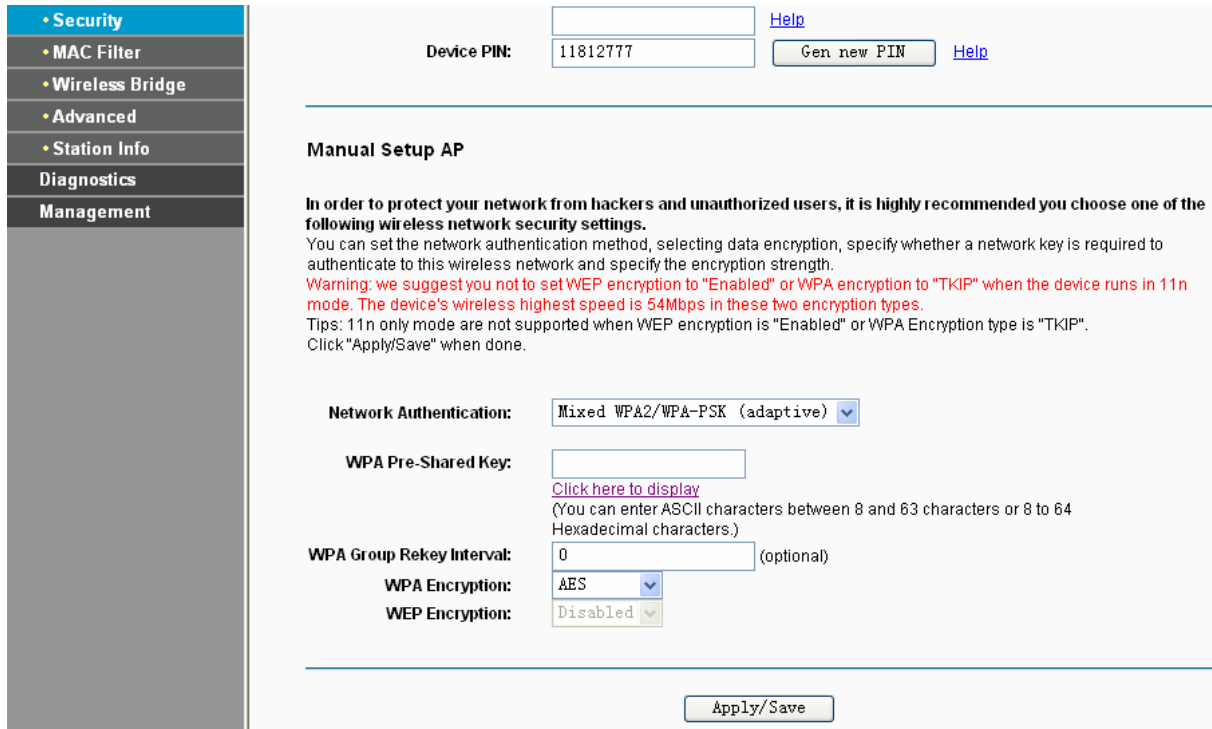 Security
MAC Filter
Wireless Bridge
Advanced
Station Info
Diagnostics
Management
Help
Device PIN: 11812777 Gen new PIN Help
Manual Setup AP
In order to protect your network from hackers and unauthorized users, it is highly recommended you choose one of the
following wireless network security settings.
You can set the network authentication method, selecting data encryption, specify whether a network key is required to
authenticate to this wireless network and specify the encryption strength.
Warning: we suggest you not to set WEP encryption to "Enabled" or WPA encryption to "TKIP" when the device runs in 11n
mode. The device's wireless highest speed is 54Mbps in these two encryption types.
Tips: 11n only mode are not supported when WEP encryption is "Enabled" or WPA Encryption type is "TKIP".
Click "Apply/Save" when done.
Network Authentication: Mixed WPA2/WPA-PSK (adaptive)
WPA Pre-Shared Key:
Click here to display
(You can enter ASCII characters between 8 and 63 characters or 8 to 64
Hexadecimal characters.)
WPA Group Rekey Interval: 0 (optional)
WPA Encryption: AES
WEP Encryption: Disabled
Apply/Save